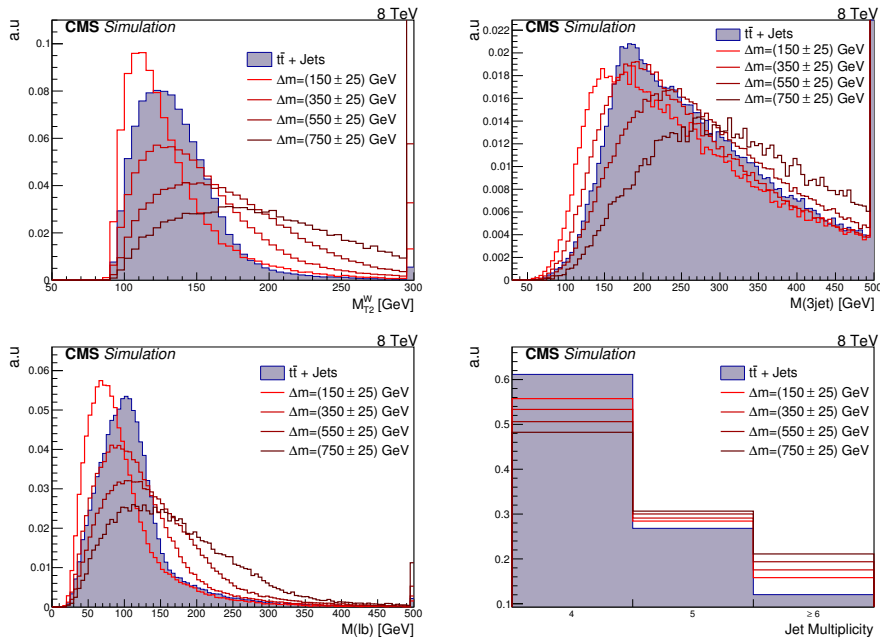 CMS Simulation 8 TeV
a.u
0.1
0.08
0.06
0.04
0.02
0
tt̄ + Jets
Δm=(150 ± 25) GeV
Δm=(350 ± 25) GeV
Δm=(550 ± 25) GeV
Δm=(750 ± 25) GeV
50 100 150 200 250 300
M^W_T2 [GeV]
CMS Simulation 8 TeV
a.u
0.022
0.02
0.018
0.016
0.014
0.012
0.01
0.008
0.006
0.004
0.002
0
tt̄ + Jets
Δm=(150 ± 25) GeV
Δm=(350 ± 25) GeV
Δm=(550 ± 25) GeV
Δm=(750 ± 25) GeV
50 100 150 200 250 300 350 400 450 500
M(3jet) [GeV]
CMS Simulation 8 TeV
a.u
0.06
0.05
0.04
0.03
0.02
0.01
0
tt̄ + Jets
Δm=(150 ± 25) GeV
Δm=(350 ± 25) GeV
Δm=(550 ± 25) GeV
Δm=(750 ± 25) GeV
0 50 100 150 200 250 300 350 400 450 500
M(lb) [GeV]
CMS Simulation 8 TeV
a.u
0.6
0.5
0.4
0.3
0.2
0.1
tt̄ + Jets
Δm=(150 ± 25) GeV
Δm=(350 ± 25) GeV
Δm=(550 ± 25) GeV
Δm=(750 ± 25) GeV
4 5 ≥ 6
Jet Multiplicity